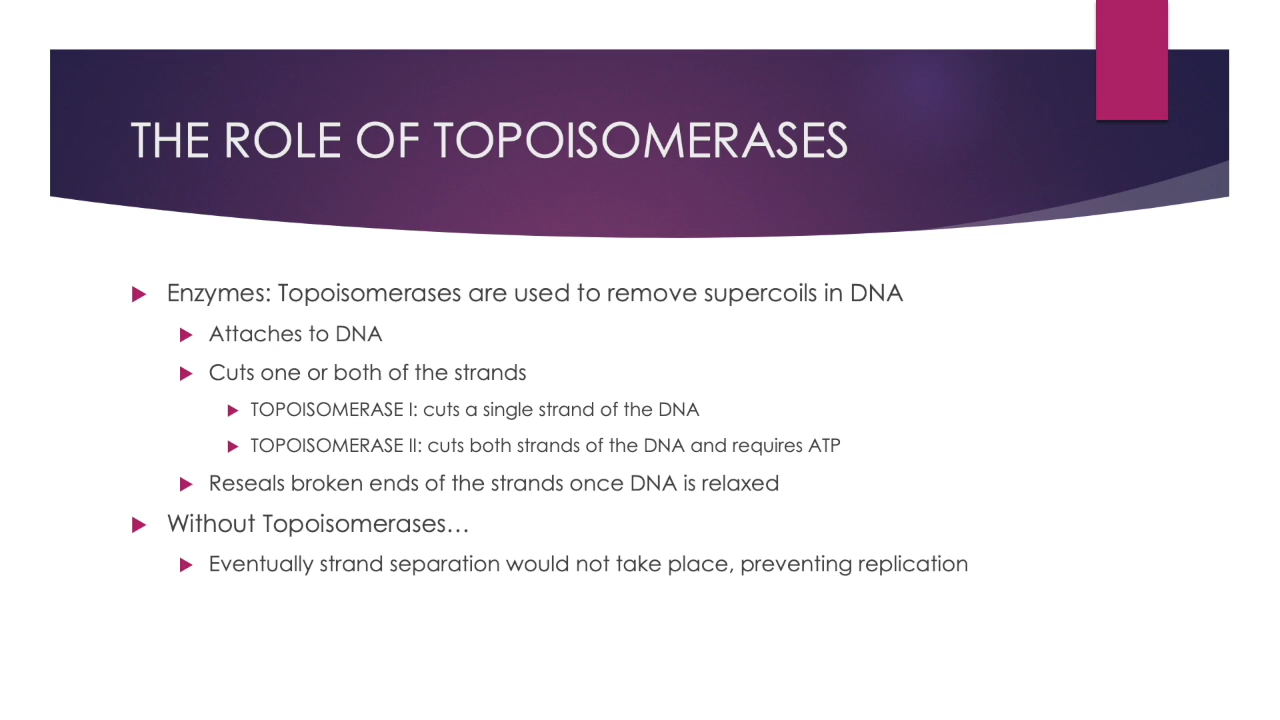 THE ROLE OF TOPOISOMERASES
Enzymes: Topoisomerases are used to remove supercoils in DNA
Attaches to DNA
Cuts one or both of the strands
TOPOISOMERASE I: cuts a single strand of the DNA
TOPOISOMERASE II: cuts both strands of the DNA and requires ATP
Reseals broken ends of the strands once DNA is relaxed
Without Topoisomerases…
Eventually strand separation would not take place, preventing replication